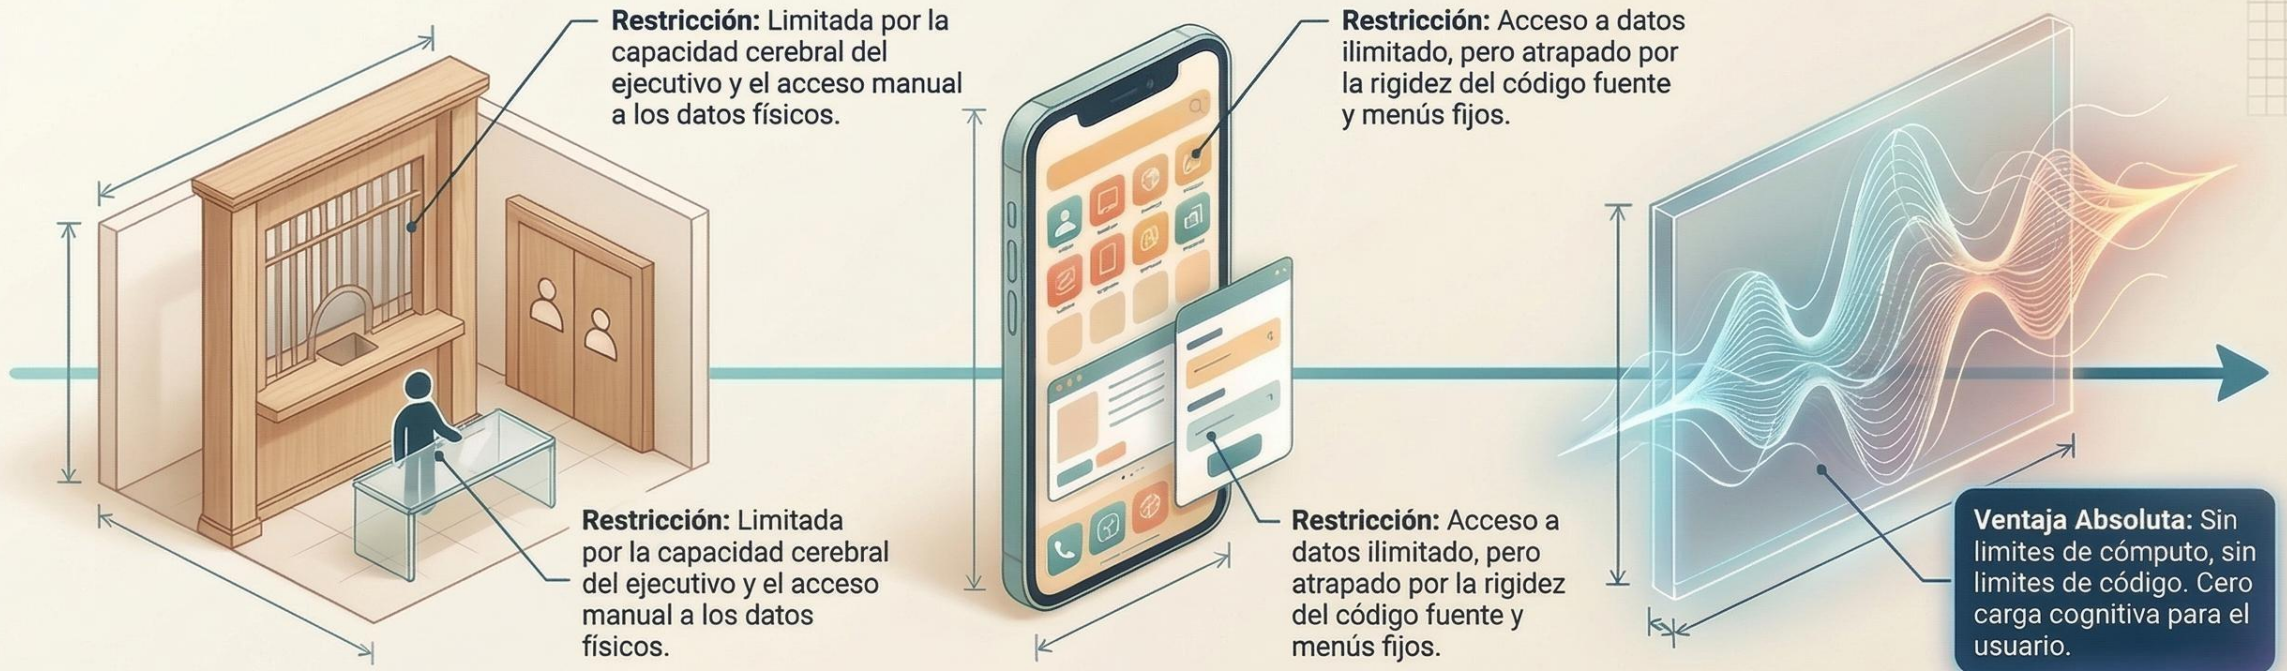 Restricción: Limitada por la
capacidad cerebral del
ejecutivo y el acceso manual
a los datos físicos.
Restricción: Acceso a datos
ilimitado, pero atrapado por
la rigidez del código fuente
y menús fijos.
Restricción: Limitada
por la capacidad cerebral
del ejecutivo y el acceso
manual a los datos
físicos.
Restricción: Acceso a
datos ilimitado, pero
atrapado por la rigidez
del código fuente y
menús fijos.
Ventaja Absoluta: Sin
limites de cómputo, sin
limites de código. Cero
carga cognitiva para el
usuario.